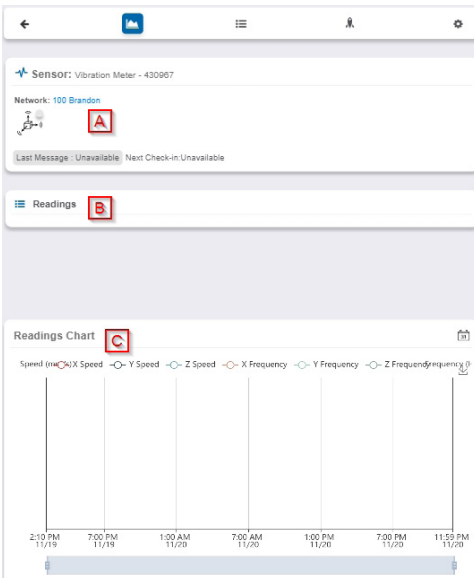 Sensor: Vibration Meter - 430967
Network: 100 Brandon
A
Last Message : Unavailable Next Check-in:Unavailable
Readings
B
Readings Chart
C
31
Speed X Speed Y Speed Z Speed X Frequency Y Frequency Z Frequency
2:10 PM 7:00 PM 1:00 AM 7:00 AM 1:00 PM 7:00 PM 11:59 PM
11/19 11/19 11/20 11/20 11/20 11/20 11/20